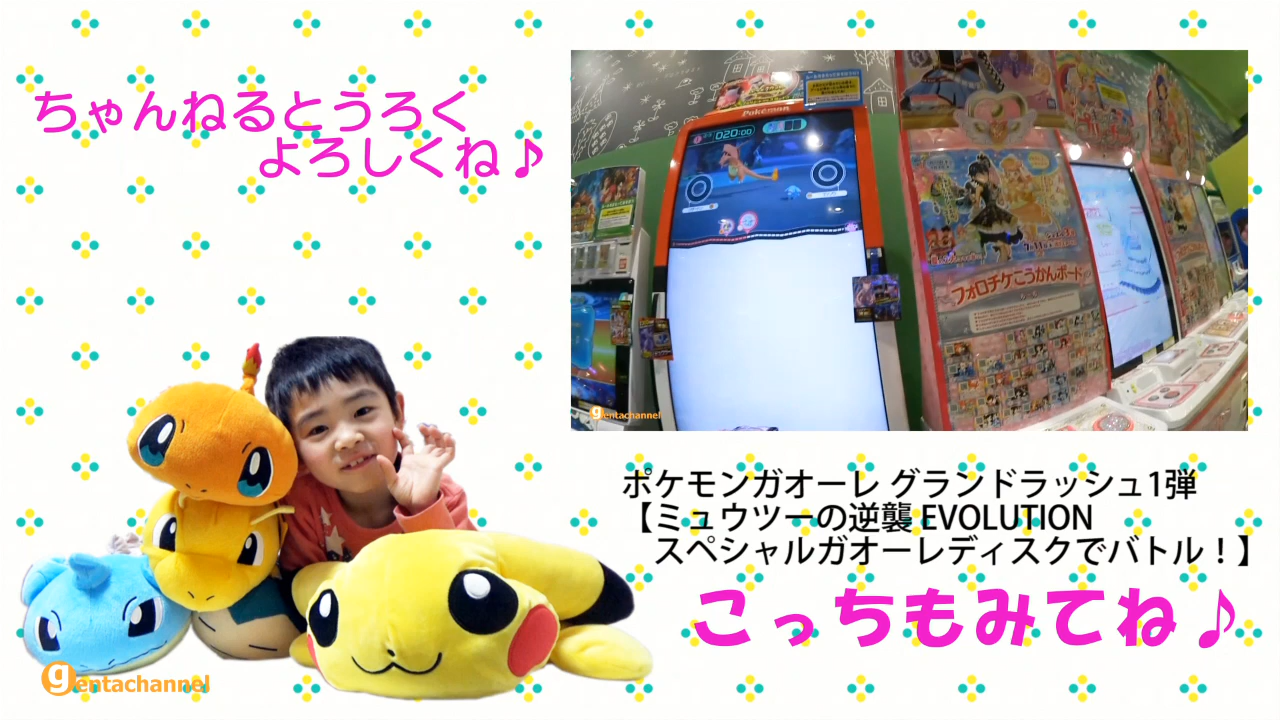 ちゃんねるとうろく
よろしくね♪
Pokémon
020:00
フォロチケこうかんボード
gentachannel
ポケモンガオーレ グランドラッシュ1弾
【ミュウツーの逆襲 EVOLUTION
スペシャルガオーレディスクでバトル！】
こっちもみてね♪
gentachannel